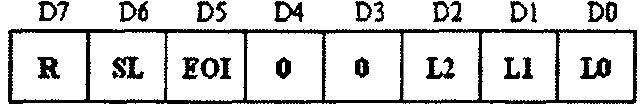 D7 D6 D5 D4 D3 D2 D1 D0
R SL EOI 0 0 L2 L1 L0